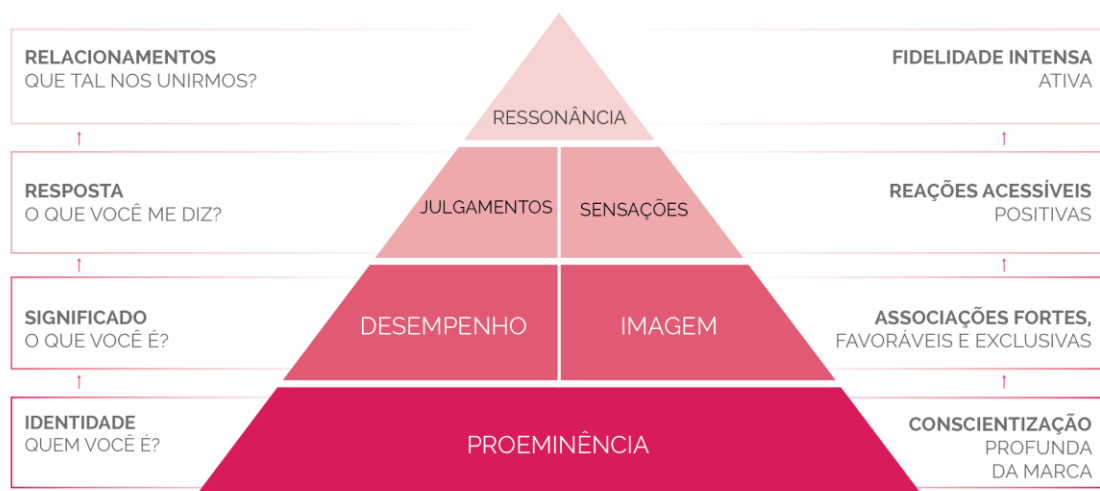 RELACIONAMENTOS
QUE TAL NOS UNIRMOS?
RESSONÂNCIA
FIDELIDADE INTENSA
ATIVA
RESPOSTA
O QUE VOCÊ ME DIZ?
JULGAMENTOS
SENSAÇÕES
REAÇÕES ACESSÍVEIS
POSITIVAS
SIGNIFICADO
O QUE VOCÊ É?
DESEMPENHO
IMAGEM
ASSOCIAÇÕES FORTES,
FAVORÁVEIS E EXCLUSIVAS
IDENTIDADE
QUEM VOCÊ É?
PROEMINÊNCIA
CONSCIENTIZAÇÃO
PROFUNDA
DA MARCA